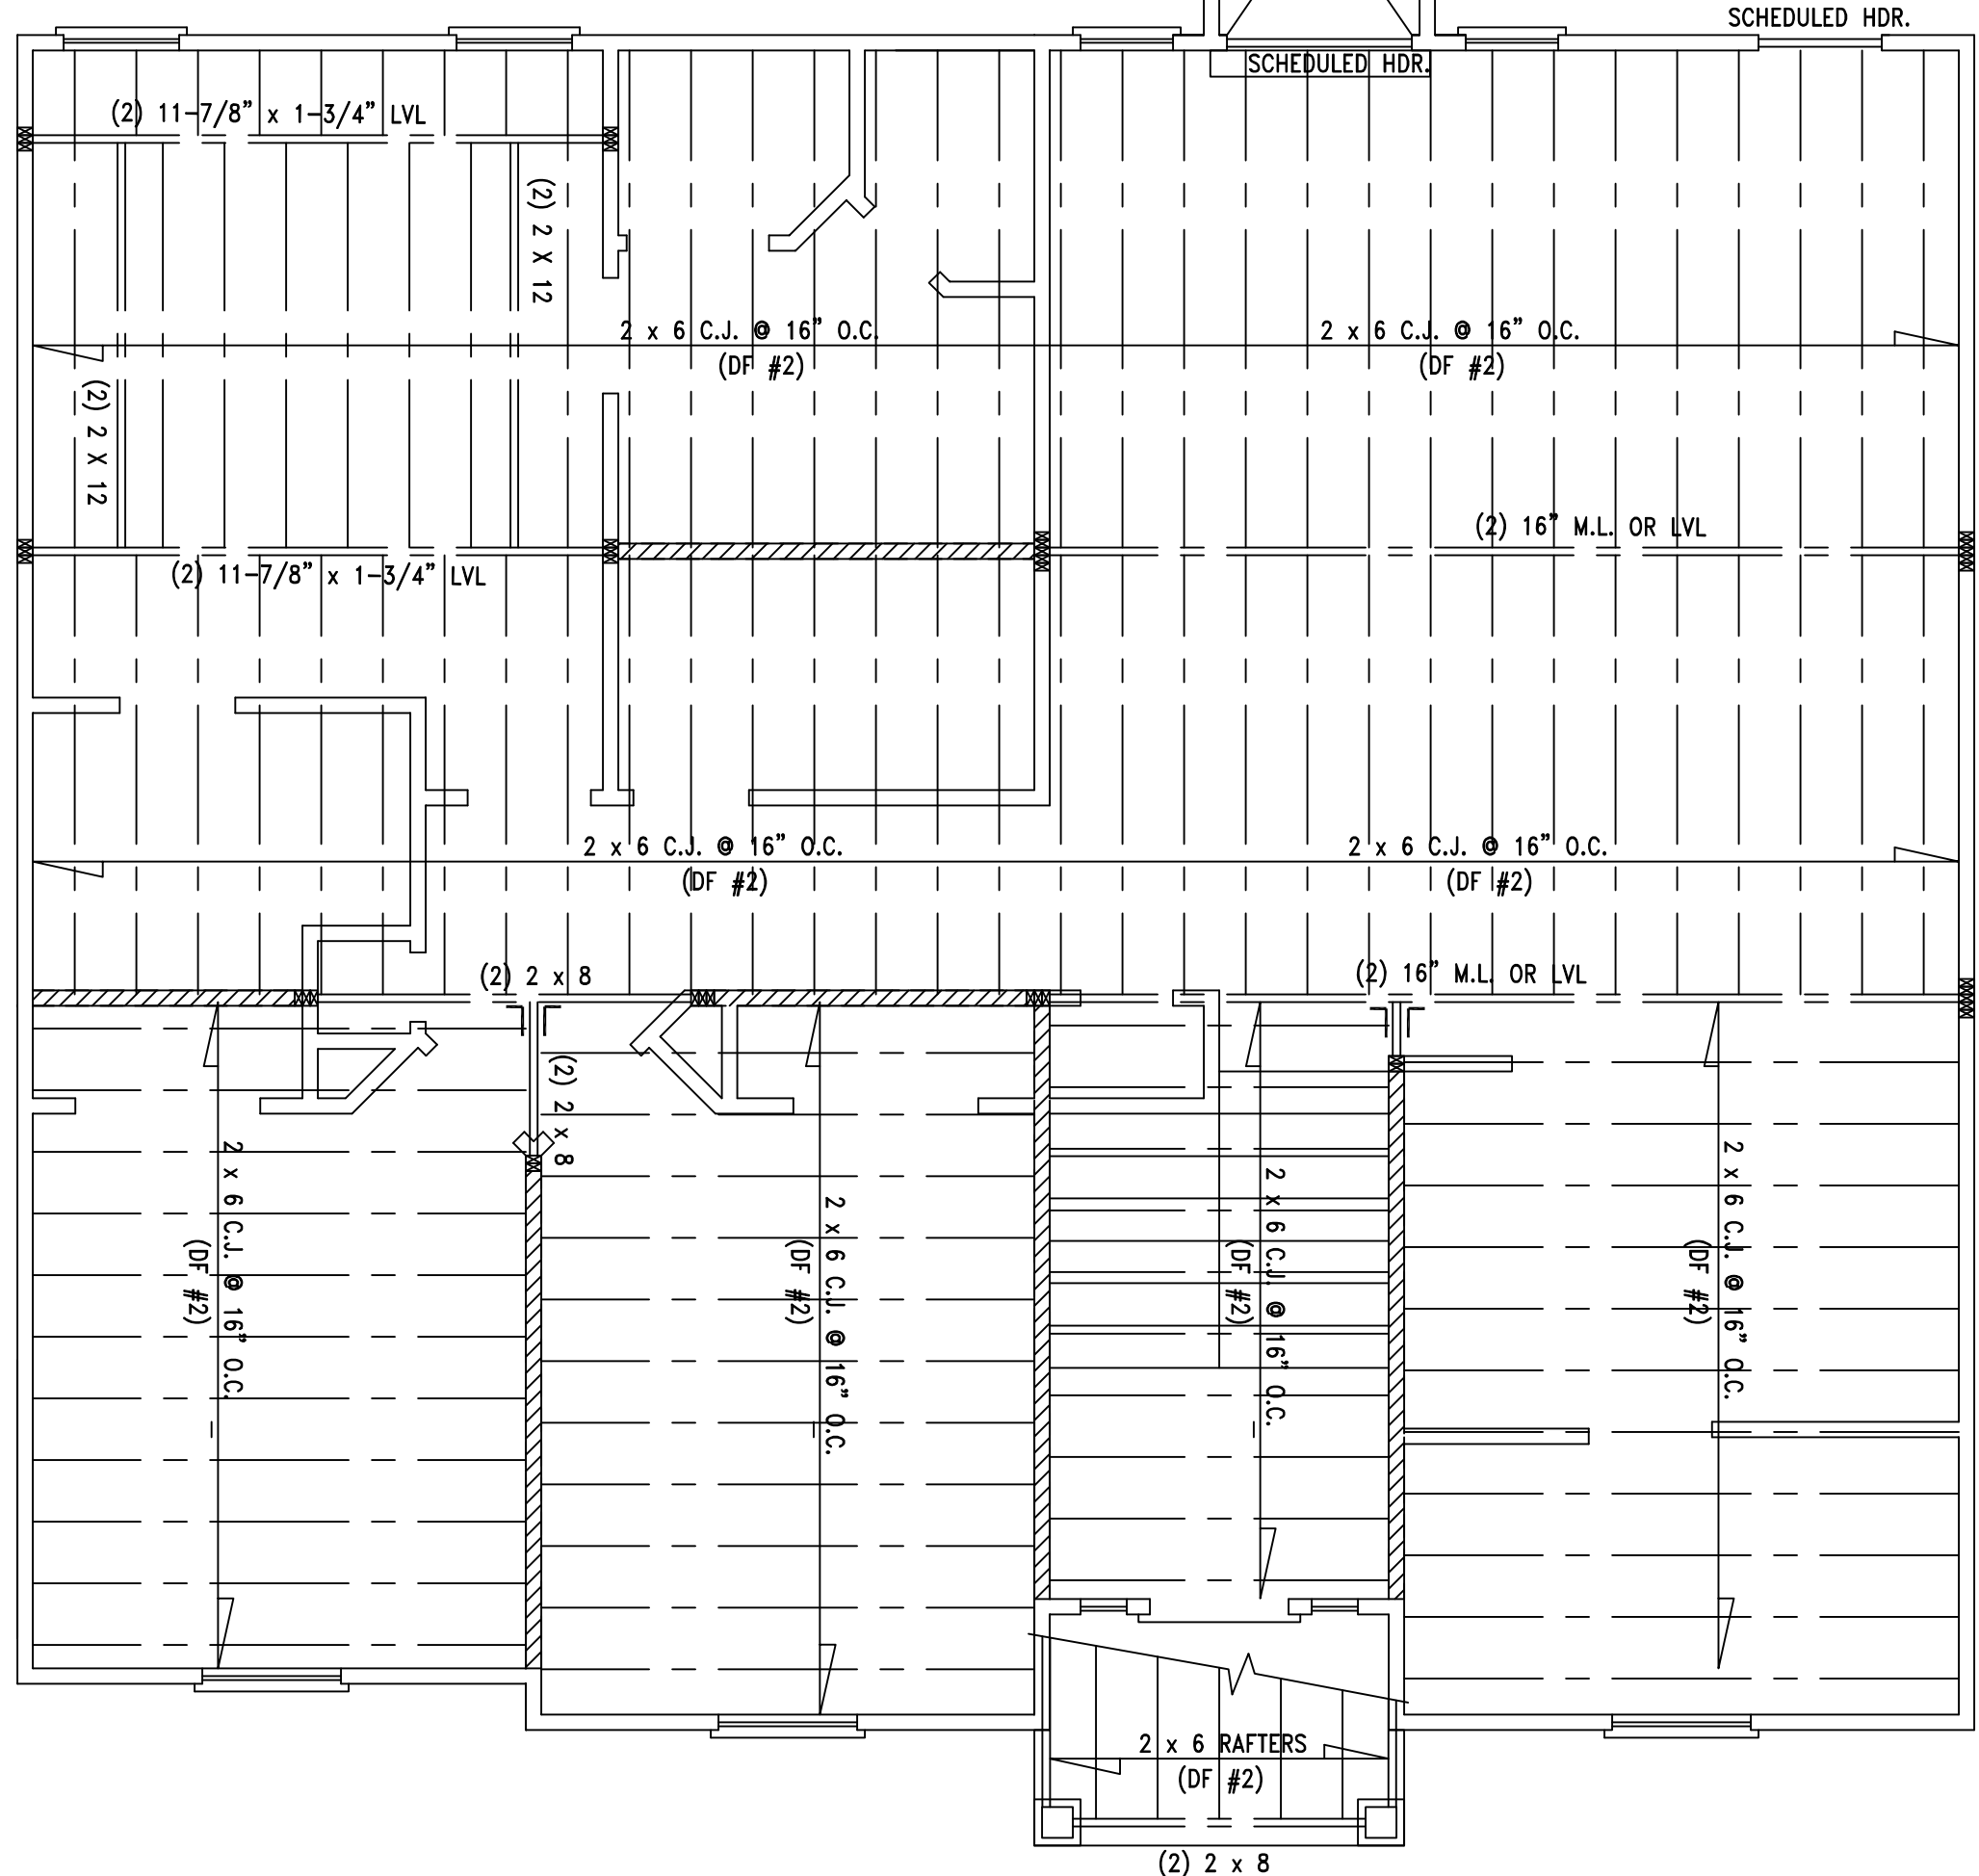 SCHEDULED HDR.
SCHEDULED HDR.
(2) 11-7/8" x 1-3/4" LVL
(2) 2 X 12
2 x 6 C.J. @ 16" O.C.
(DF #2)
2 x 6 C.J. @ 16" O.C.
(DF #2)
(2) 2 X 12
(2) 16" M.L. OR LVL
(2) 11-7/8" x 1-3/4" LVL
2 x 6 C.J. @ 16" O.C.
(DF #2)
2 x 6 C.J. @ 16" O.C.
(DF #2)
(2) 2 x 8
(2) 16" M.L. OR LVL
(2) 2 x 8
2 x 6 C.J. @ 16" O.C.
(DF #2)
2 x 6 C.J. @ 16" O.C.
(DF #2)
2 x 6 C.J. @ 16" O.C.
(DF #2)
2 x 6 C.J. @ 16" O.C.
(DF #2)
2 x 6 RAFTERS
(DF #2)
(2) 2 x 8